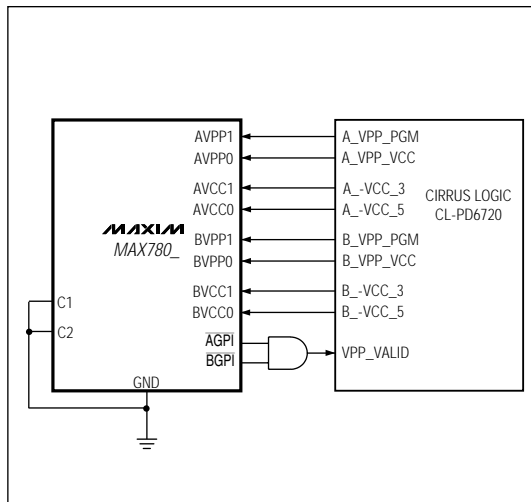 AVPP1
A_VPP_PGM
AVPP0
A_VPP_VCC
AVCC1
A_-VCC_3
AVCC0
A_-VCC_5
CIRRUS LOGIC
CL-PD6720
MAXIM
MAX780_
BVPP1
B_VPP_PGM
BVPP0
B_VPP_VCC
BVCC1
B_-VCC_3
BVCC0
B_-VCC_5
C1
C2
AGPI
BGPI
VPP_VALID
GND